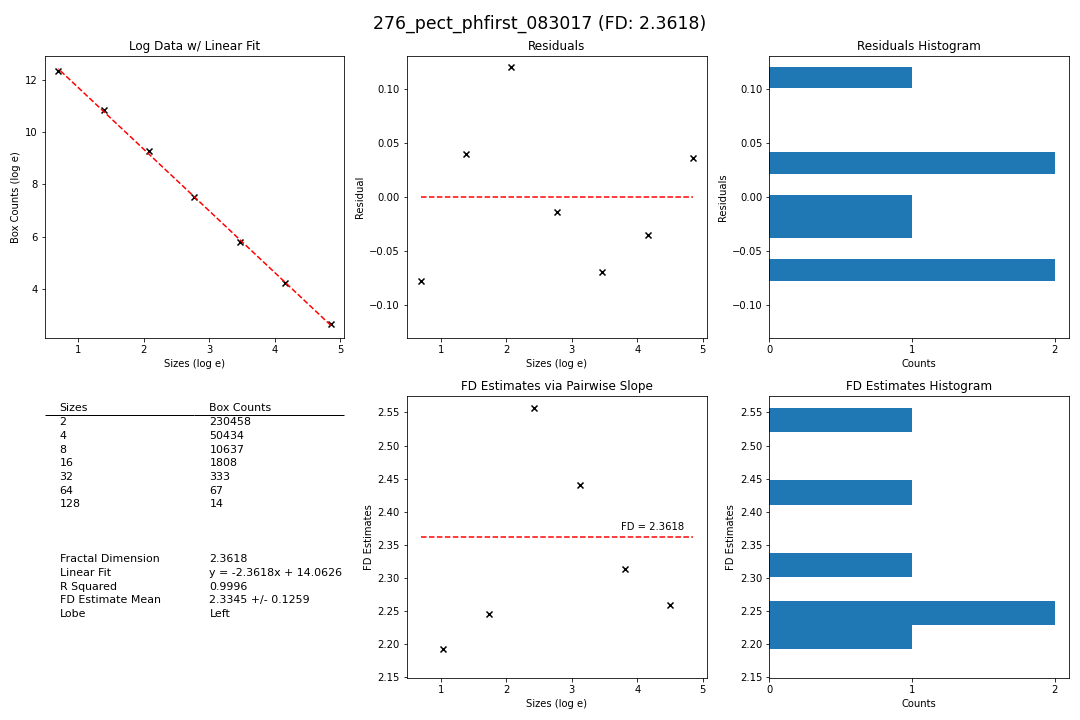 276_pect_phfirst_083017 (FD: 2.3618)
Log Data w/ Linear Fit
12
10
8
6
4
1 2 3 4 5
Box Counts (log e)
Sizes (log e)
Residuals
0.10
0.05
0.00
−0.05
−0.10
1 2 3 4 5
Residual
Sizes (log e)
Residuals Histogram
0.10
0.05
0.00
−0.05
−0.10
0 1 2
Residuals
Counts
Sizes Box Counts
2 230458
4 50434
8 10637
16 1808
32 333
64 67
128 14
Fractal Dimension 2.3618
Linear Fit y = -2.3618x + 14.0626
R Squared 0.9996
FD Estimate Mean 2.3345 +/- 0.1259
Lobe Left
FD Estimates via Pairwise Slope
2.55
2.50
2.45
2.40
2.35
2.30
2.25
2.20
2.15
FD = 2.3618
1 2 3 4 5
FD Estimates
Sizes (log e)
FD Estimates Histogram
2.55
2.50
2.45
2.40
2.35
2.30
2.25
2.20
2.15
0 1 2
FD Estimates
Counts